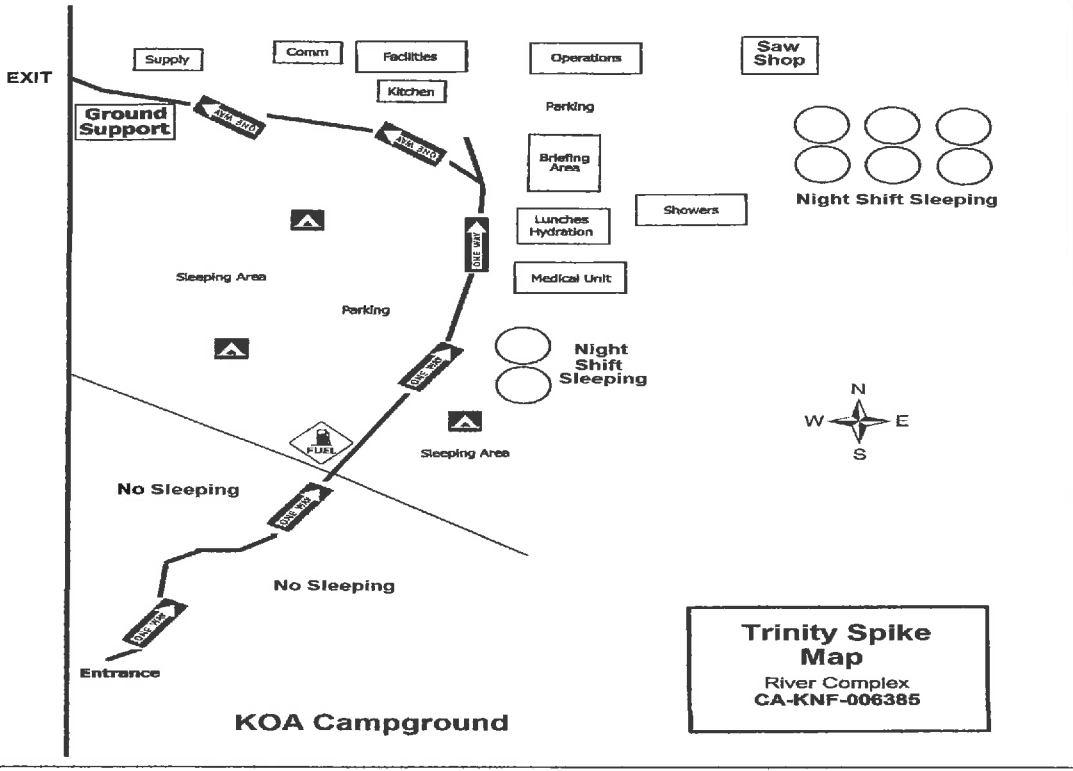 EXIT
Supply
Comm
Facilities
Operations
Saw
Shop
Kitchen
Ground
Support
ONE WAY
ONE WAY
Parking
Briefing
Area
Night Shift Sleeping
Showers
Lunches
Hydration
ONE WAY
Sleeping Area
Medical Unit
Parking
Night
Shift
Sleeping
ONE WAY
N
W
E
S
FUEL
Sleeping Area
No Sleeping
ONE WAY
No Sleeping
ONE WAY
Entrance
Trinity Spike
Map
River Complex
CA-KNF-006385
KOA Campground